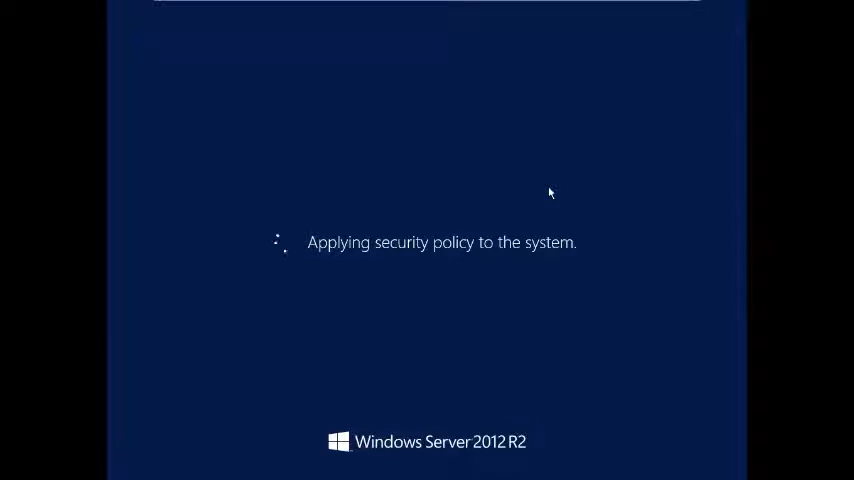 Applying security policy to the system.
Windows Server 2012 R2